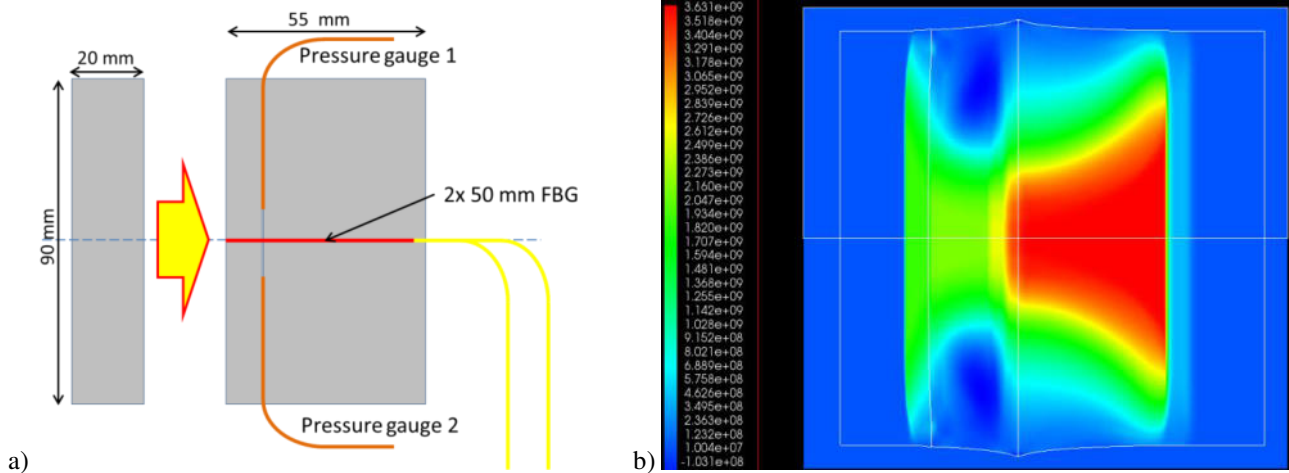 55 mm
Pressure gauge 1
20 mm
90 mm
2x 50 mm FBG
Pressure gauge 2
a)
3.631e+09
3.518e+09
3.404e+09
3.291e+09
3.178e+09
3.065e+09
2.952e+09
2.839e+09
2.726e+09
2.612e+09
2.499e+09
2.386e+09
2.273e+09
2.160e+09
2.047e+09
1.934e+09
1.820e+09
1.707e+09
1.594e+09
1.481e+09
1.368e+09
1.255e+09
1.142e+09
1.028e+09
9.152e+08
8.021e+08
6.889e+08
5.758e+08
4.626e+08
3.495e+08
2.363e+08
1.232e+08
1.004e+07
-1.031e+08
b)